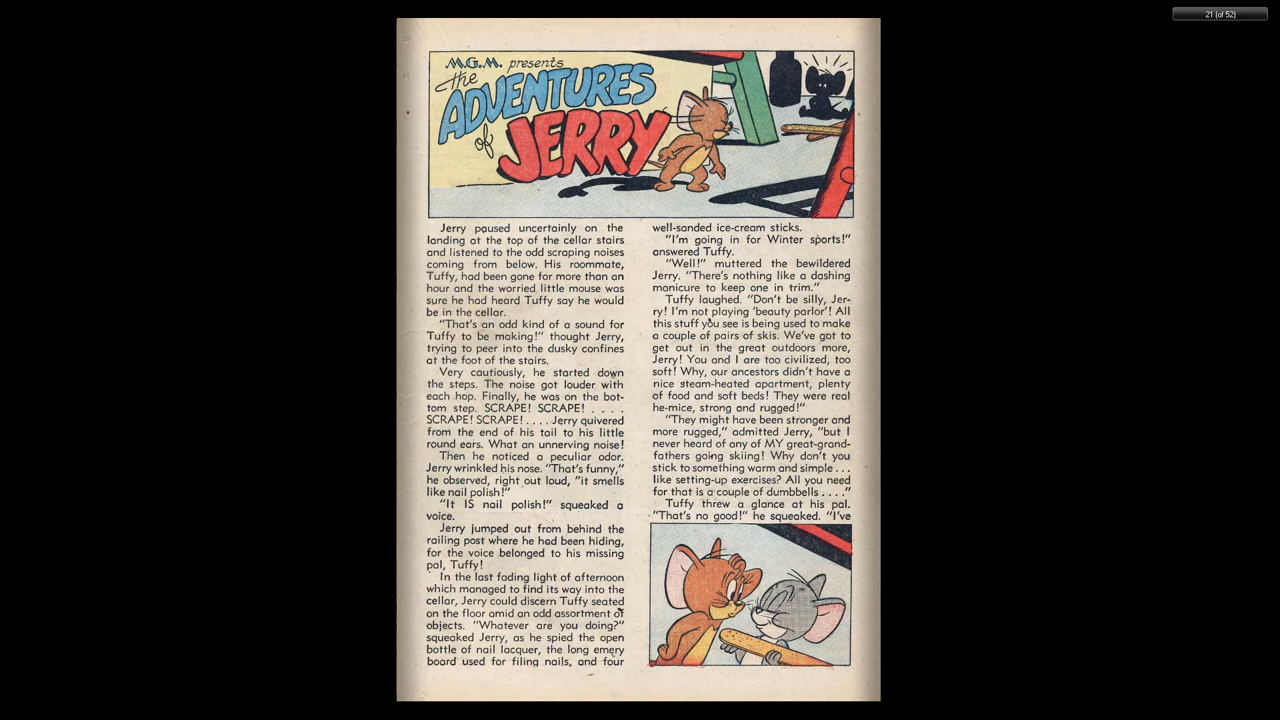 21 (of 52)
M.G.M. presents
the
ADVENTURES
of
JERRY
Jerry paused uncertainly on the
landing at the top of the cellar stairs
and listened to the odd scraping noises
coming from below. His roommate,
Tuffy, had been gone for more than an
hour and the worried little mouse was
sure he had heard Tuffy say he would
be in the cellar.
"That's an odd kind of a sound for
Tuffy to be making!" thought Jerry,
trying to peer into the dusky confines
at the foot of the stairs.
Very cautiously, he started down
the steps. The noise got louder with
each hop. Finally, he was on the bot-
tom step. SCRAPE! SCRAPE! . . . .
SCRAPE! SCRAPE! . . . . Jerry quivered
from the end of his tail to his little
round ears. What an unnerving noise!
Then he noticed a peculiar odor.
Jerry wrinkled his nose. "That's funny,"
he observed, right out loud, "it smells
like nail polish!"
"It IS nail polish!" squeaked a
voice.
Jerry jumped out from behind the
railing post where he had been hiding,
for the voice belonged to his missing
pal, Tuffy!
In the last fading light of afternoon
which managed to find its way into the
cellar, Jerry could discern Tuffy seated
on the floor amid an odd assortment of
objects. "Whatever are you doing?"
squeaked Jerry, as he spied the open
bottle of nail lacquer, the long emery
board used for filing nails, and four
well-sanded ice-cream sticks.
"I'm going in for Winter sports!"
answered Tuffy.
"Well!" muttered the bewildered
Jerry. "There's nothing like a dashing
manicure to keep one in trim."
Tuffy laughed. "Don't be silly, Jer-
ry! I'm not playing 'beauty parlor'! All
this stuff you see is being used to make
a couple of pairs of skis. We've got to
get out in the great outdoors more,
Jerry! You and I are too civilized, too
soft! Why, our ancestors didn't have a
nice steam-heated apartment, plenty
of food and soft beds! They were real
he-mice, strong and rugged!"
"They might have been stronger and
more rugged," admitted Jerry, "but I
never heard of any of MY great-grand-
fathers going skiing! Why don't you
stick to something warm and simple . . .
like setting-up exercises? All you need
for that is a couple of dumbbells . . . ."
Tuffy threw a glance at his pal.
"That's no good!" he squeaked. "I've